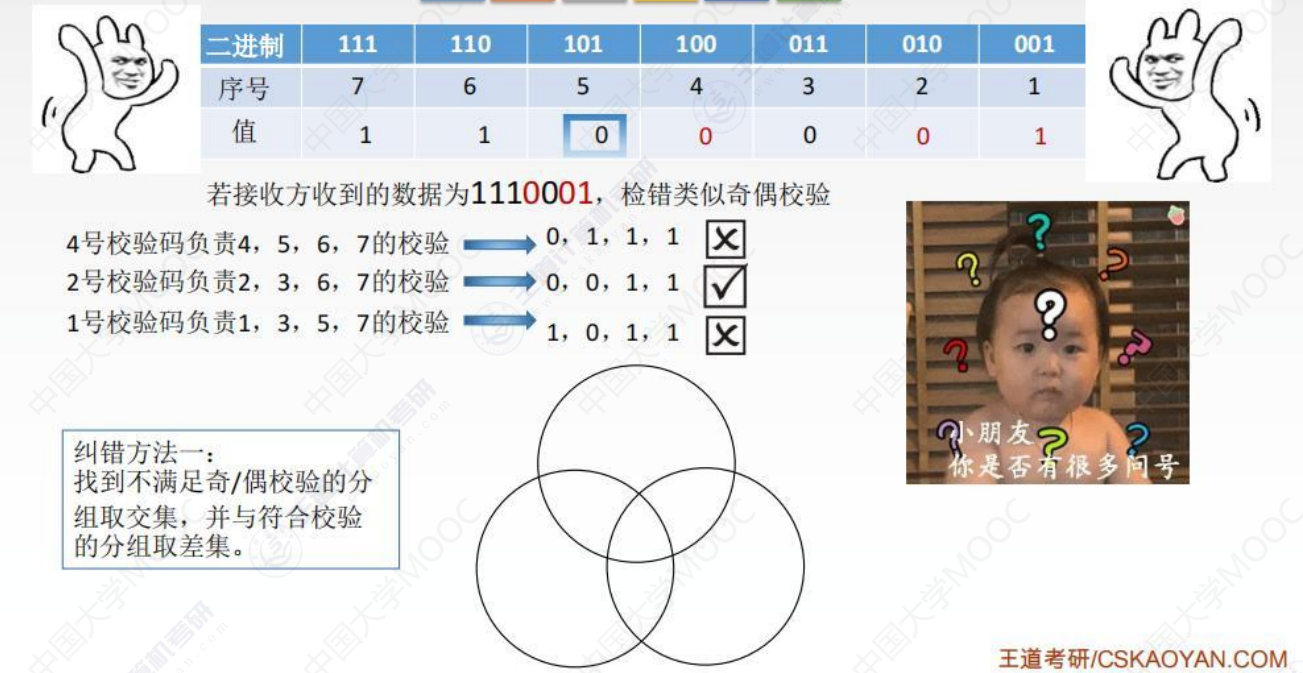 二进制 111 110 101 100 011 010 001
序号 7 6 5 4 3 2 1
值 1 1 0 0 0 0 1
若接收方收到的数据为1110001，检错类似奇偶校验
4号校验码负责4，5，6，7的校验 0，1，1，1
2号校验码负责2，3，6，7的校验 0，0，1，1
1号校验码负责1，3，5，7的校验 1，0，1，1
纠错方法一：
找到不满足奇/偶校验的分
组取交集，并与符合校验
的分组取差集。
小朋友
你是否有很多问号
?
?
?
?
?
?
?
?
?
王道考研/CSKAOYAN.COM
中国大学MOOC
王道计算机考研